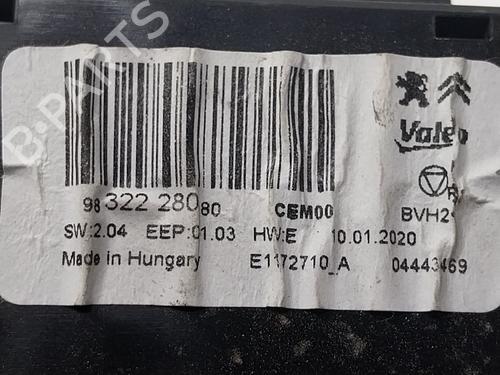 B-PARTS
Valeo
98 322 280 80 CEM00
SW:2.04 EEP:01.03 HW:E 10.01.2020
Made in Hungary E1172710_A 04443469